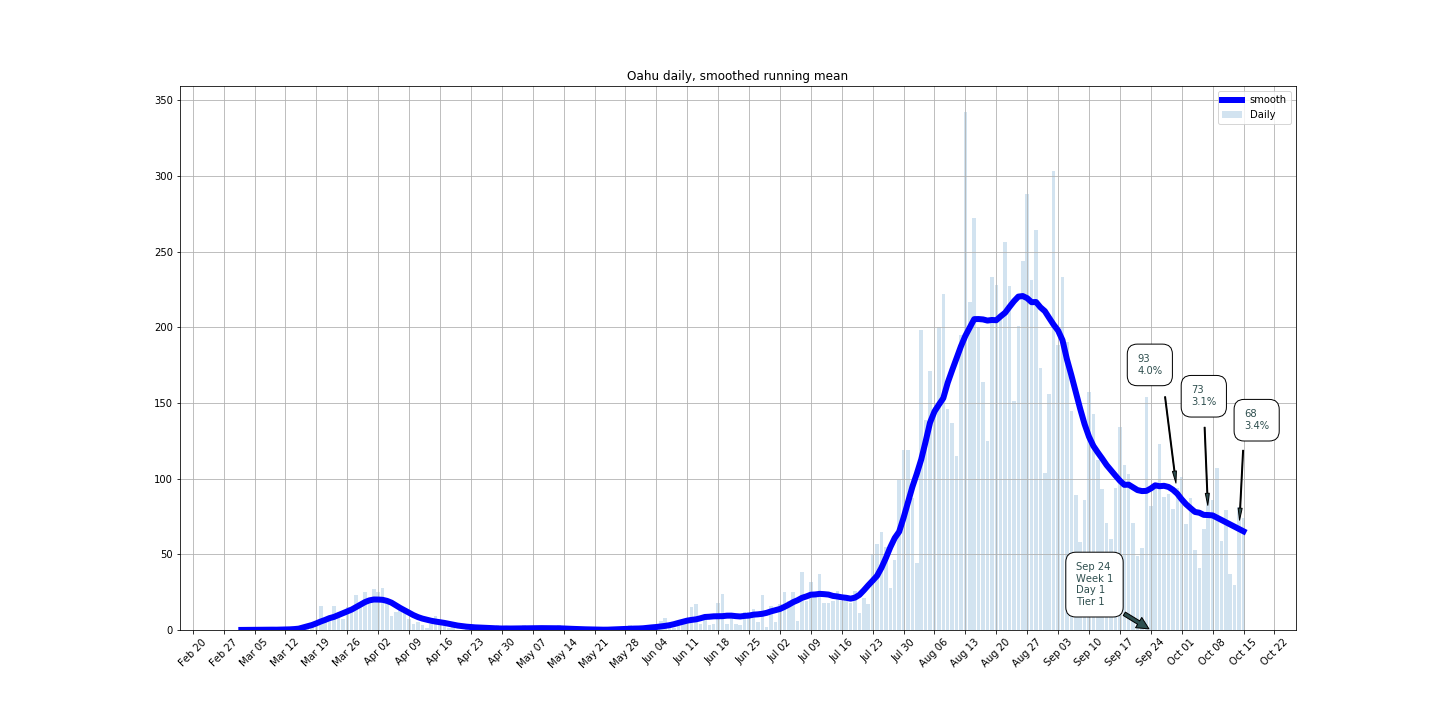 Oahu daily, smoothed running mean
350
300
250
200
150
100
50
0
smooth
Daily
93
4.0%
73
3.1%
68
3.4%
Sep 24
Week 1
Day 1
Tier 1
Feb 20
Feb 27
Mar 05
Mar 12
Mar 19
Mar 26
Apr 02
Apr 09
Apr 16
Apr 23
Apr 30
May 07
May 14
May 21
May 28
Jun 04
Jun 11
Jun 18
Jun 25
Jul 02
Jul 09
Jul 16
Jul 23
Jul 30
Aug 06
Aug 13
Aug 20
Aug 27
Sep 03
Sep 10
Sep 17
Sep 24
Oct 01
Oct 08
Oct 15
Oct 22